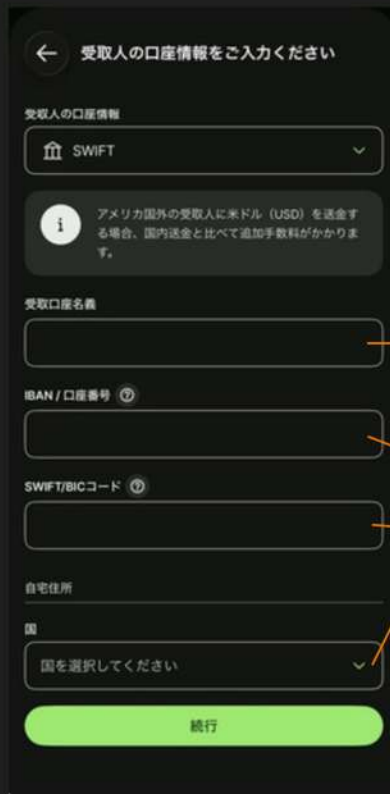 受取人の口座情報をご入力ください
受取人の口座情報
SWIFT
アメリカ国外の受取人に米ドル（USD）を送金す
る場合、国内送金と比べて追加手数料がかかりま
す。
受取口座名義
IBAN / 口座番号
SWIFT/BICコード
自宅住所
国
国を選択してください
続行